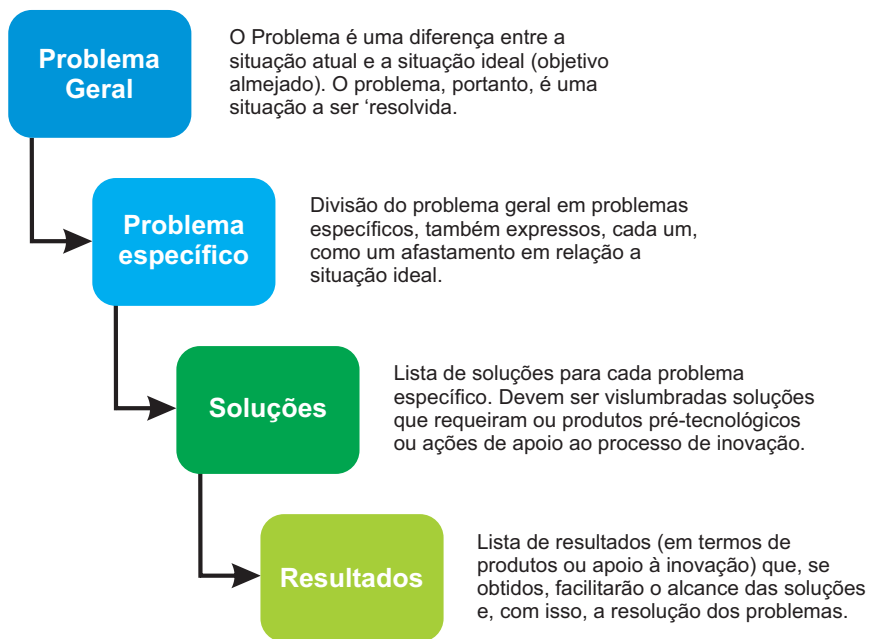 Problema
Geral
O Problema é uma diferença entre a
situação atual e a situação ideal (objetivo
almejado). O problema, portanto, é uma
situação a ser ‘resolvida.
Problema
específico
Divisão do problema geral em problemas
específicos, também expressos, cada um,
como um afastamento em relação a
situação ideal.
Soluções
Lista de soluções para cada problema
específico. Devem ser vislumbradas soluções
que requeiram ou produtos pré-tecnológicos
ou ações de apoio ao processo de inovação.
Resultados
Lista de resultados (em termos de
produtos ou apoio à inovação) que, se
obtidos, facilitarão o alcance das soluções
e, com isso, a resolução dos problemas.